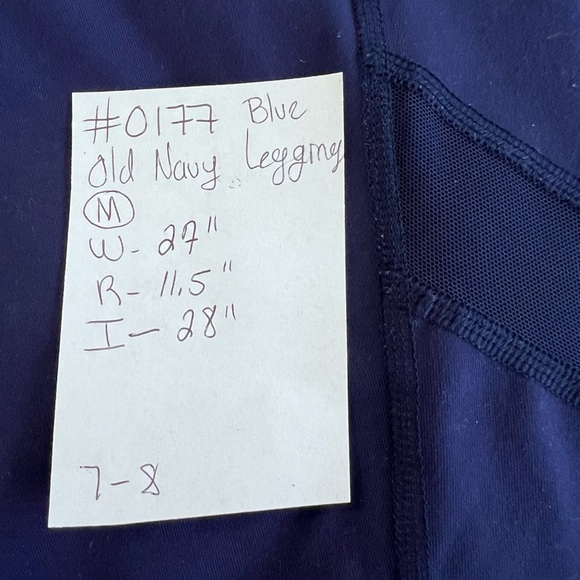 #0177 Blue
Old Navy Leggings
M
W- 27"
R- 11.5"
I- 28"
7-8